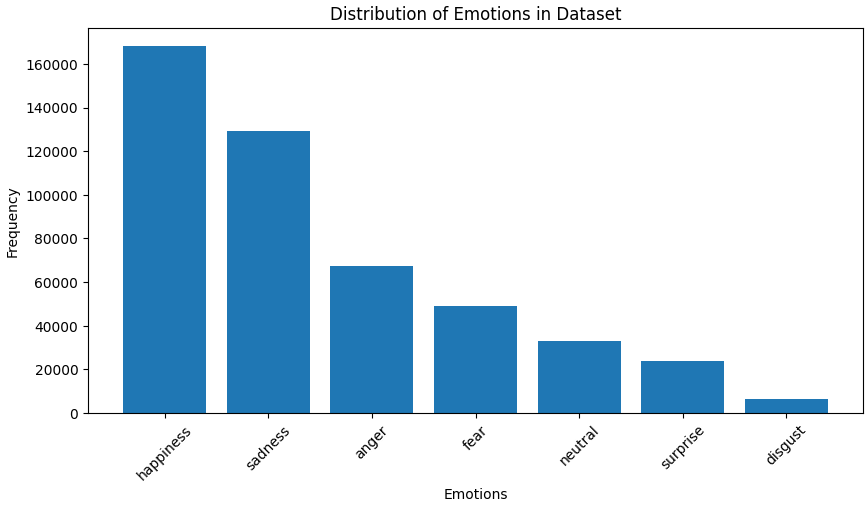 Distribution of Emotions in Dataset
160000
140000
120000
100000
80000
60000
40000
20000
0
Frequency
happiness
sadness
anger
fear
neutral
surprise
disgust
Emotions